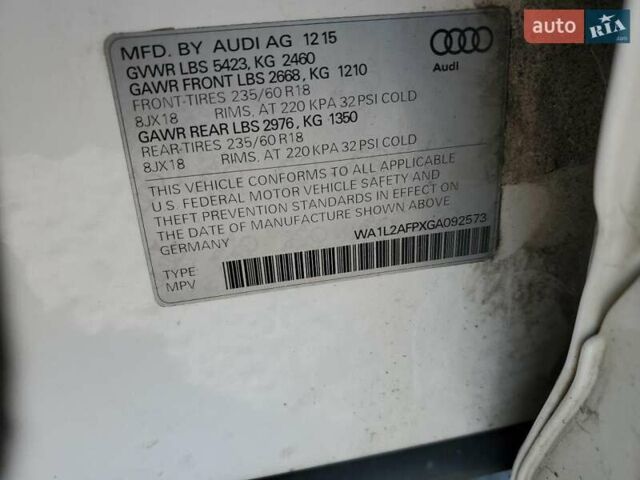 auto RIA
MFD. BY AUDI AG 12 15
GVWR LBS 5423, KG 2460
GAWR FRONT LBS 2668, KG 1210
FRONT-TIRES 235/60 R18
8JX18 RIMS, AT 220 KPA 32 PSI COLD
GAWR REAR LBS 2976, KG 1350
REAR-TIRES 235/60 R18
8JX18 RIMS, AT 220 KPA 32 PSI COLD
Audi
THIS VEHICLE CONFORMS TO ALL APPLICABLE
U.S. FEDERAL MOTOR VEHICLE SAFETY AND
THEFT PREVENTION STANDARDS IN EFFECT ON
THE DATE OF MANUFACTURE SHOWN ABOVE
GERMANY
WA1L2AFPXGA092573
TYPE
MPV